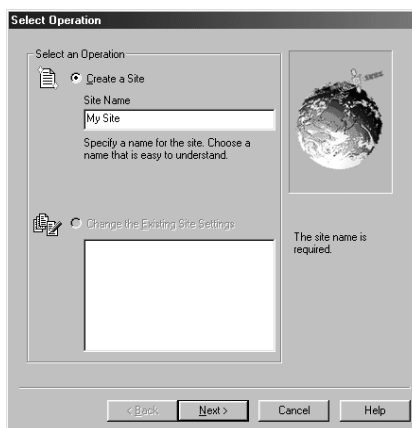 Select Operation
Select an Operation
Create a Site
Site Name
My Site
Specify a name for the site. Choose a
name that is easy to understand.
Change the Existing Site Settings
The site name is
required.
< Back
Next >
Cancel
Help